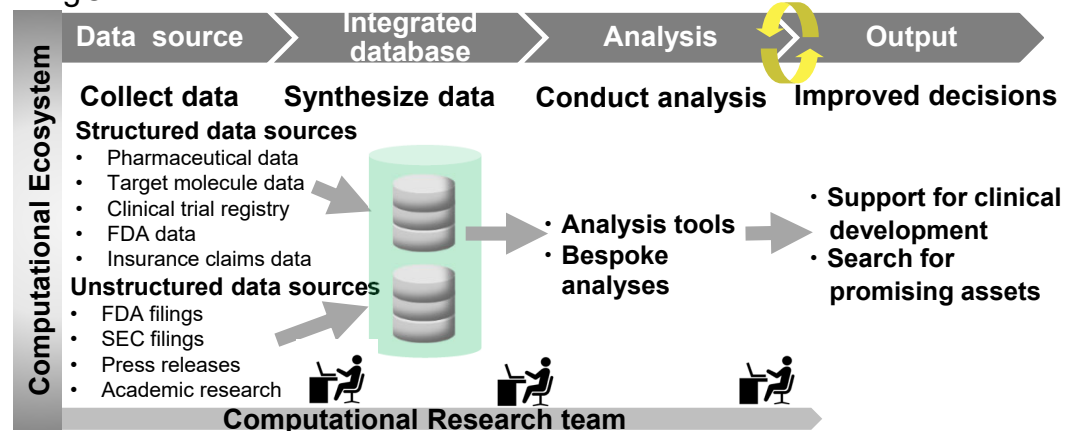 Data source
Integrated
database
Analysis
Output
Computational Ecosystem
Collect data
Synthesize data
Conduct analysis
Improved decisions
Structured data sources
• Pharmaceutical data
• Target molecule data
• Clinical trial registry
• FDA data
• Insurance claims data
Unstructured data sources
• FDA filings
• SEC filings
• Press releases
• Academic research
・Analysis tools
・Bespoke
analyses
・Support for clinical
development
・Search for
promising assets
Computational Research team